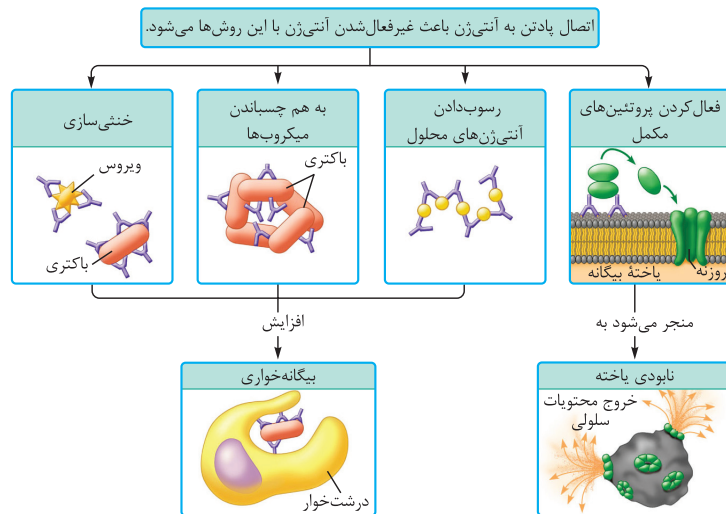 اتصال پادتن به آنتی‌ژن باعث غیرفعال‌شدن آنتی‌ژن با این روش‌ها می‌شود.
فعال‌کردن پروتئین‌های
مکمل
روزنه
یاختهٔ بیگانه
رسوب‌دادن
آنتی‌ژن‌های محلول
به هم چسباندن
میکروب‌ها
باکتری
خنثی‌سازی
ویروس
باکتری
منجر می‌شود به
افزایش
نابودی یاخته
خروج محتویات
سلولی
بیگانه‌خواری
درشت‌خوار